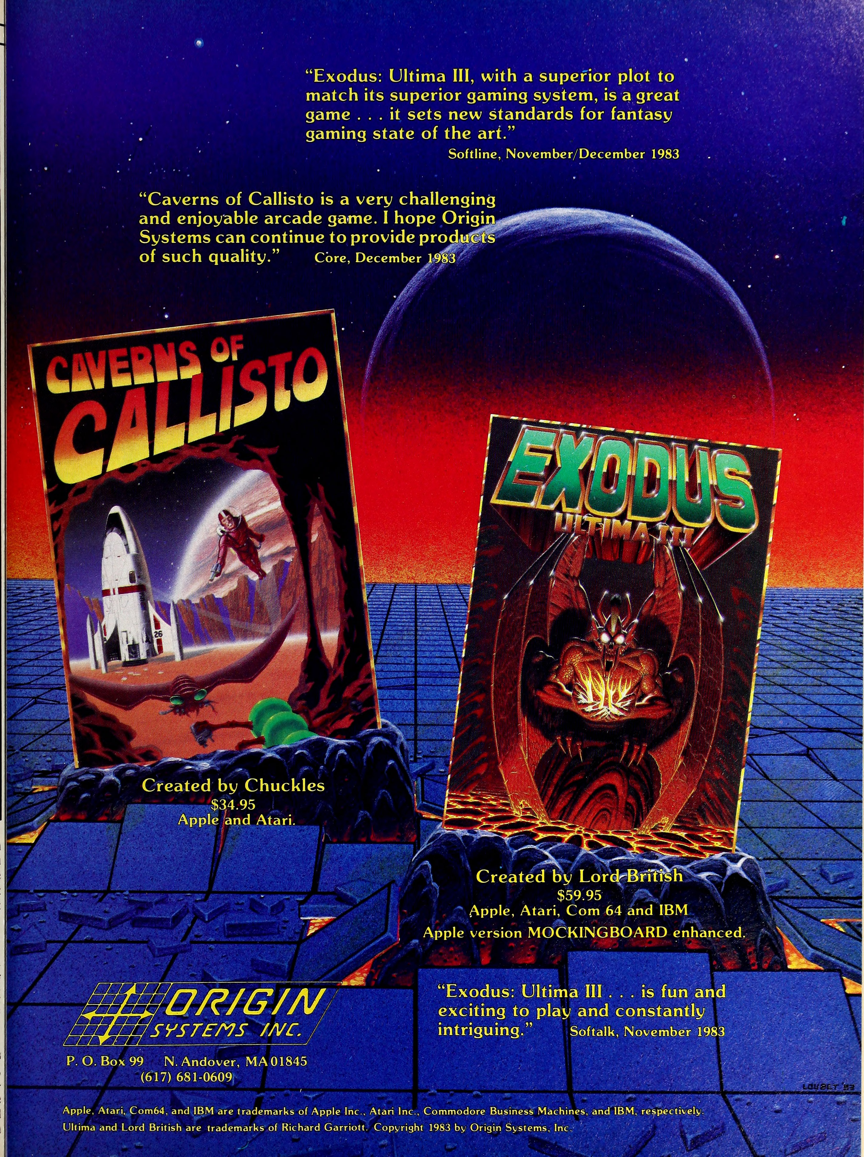 “Exodus: Ultima III, with a superior plot to
match its superior gaming system, is a great
game . . . it sets new standards for fantasy
gaming state of the art.”
Softline, November/December 1983
“Caverns of Callisto is a very challenging
and enjoyable arcade game. I hope Origin
Systems can continue to provide products
of such quality.” Core, December 1983
CAVERNS OF
CALLISTO
26
EXODUS
ULTIMA III
Created by Chuckles
$34.95
Apple and Atari.
Created by Lord British
$59.95
Apple, Atari, Com 64 and IBM
Apple version MOCKINGBOARD enhanced.
ORIGIN
SYSTEMS INC.
P. O. Box 99 N. Andover, MA 01845
(617) 681-0609
“Exodus: Ultima III . . . is fun and
exciting to play and constantly
intriguing.” Softalk, November 1983
LOUBET '83
Apple, Atari, Com64, and IBM are trademarks of Apple Inc., Atari Inc., Commodore Business Machines, and IBM, respectively.
Ultima and Lord British are trademarks of Richard Garriott. Copyright 1983 by Origin Systems, Inc.